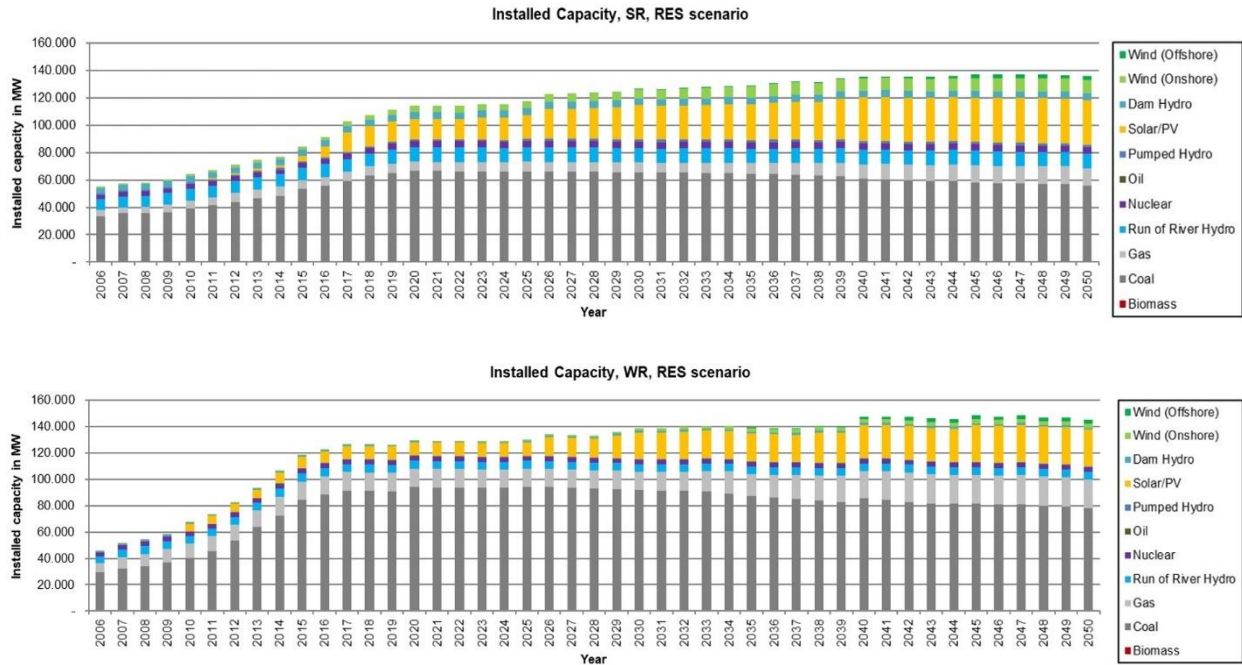 Installed Capacity, SR, RES scenario
Installed capacity in MW
160.000
140.000
120.000
100.000
80.000
60.000
40.000
20.000
-
2006 2007 2008 2009 2010 2011 2012 2013 2014 2015 2016 2017 2018 2019 2020 2021 2022 2023 2024 2025 2026 2027 2028 2029 2030 2031 2032 2033 2034 2035 2036 2037 2038 2039 2040 2041 2042 2043 2044 2045 2046 2047 2048 2049 2050
Year
Wind (Offshore)
Wind (Onshore)
Dam Hydro
Solar/PV
Pumped Hydro
Oil
Nuclear
Run of River Hydro
Gas
Coal
Biomass
Installed Capacity, WR, RES scenario
Installed capacity in MW
160.000
140.000
120.000
100.000
80.000
60.000
40.000
20.000
-
2006 2007 2008 2009 2010 2011 2012 2013 2014 2015 2016 2017 2018 2019 2020 2021 2022 2023 2024 2025 2026 2027 2028 2029 2030 2031 2032 2033 2034 2035 2036 2037 2038 2039 2040 2041 2042 2043 2044 2045 2046 2047 2048 2049 2050
Year
Wind (Offshore)
Wind (Onshore)
Dam Hydro
Solar/PV
Pumped Hydro
Oil
Nuclear
Run of River Hydro
Gas
Coal
Biomass